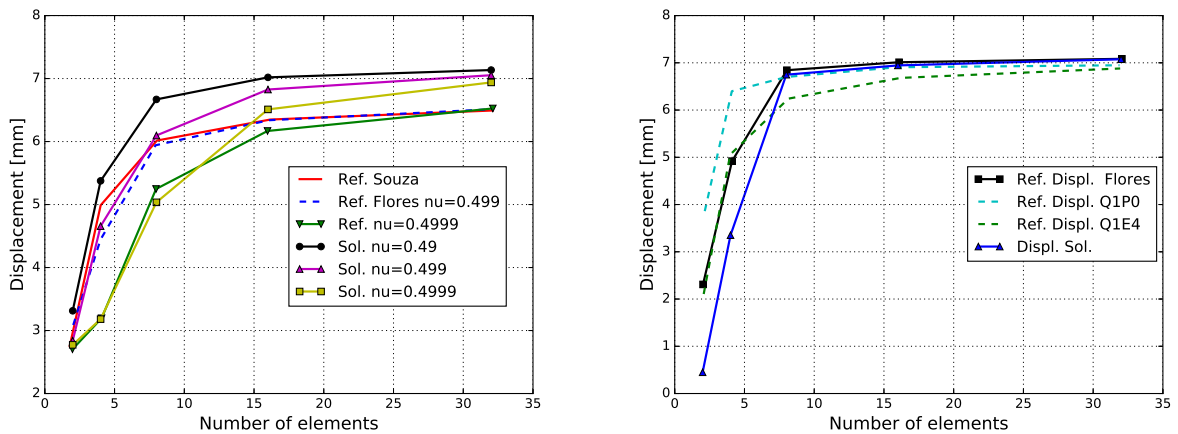 8
7
6
5
4
3
2
0 5 10 15 20 25 30 35
Displacement [mm]
Number of elements
Ref. Souza
Ref. Flores nu=0.499
Ref. nu=0.4999
Sol. nu=0.49
Sol. nu=0.499
Sol. nu=0.4999
8
7
6
5
4
3
2
1
0
0 5 10 15 20 25 30 35
Displacement [mm]
Number of elements
Ref. Displ. Flores
Ref. Displ. Q1P0
Ref. Displ. Q1E4
Displ. Sol.